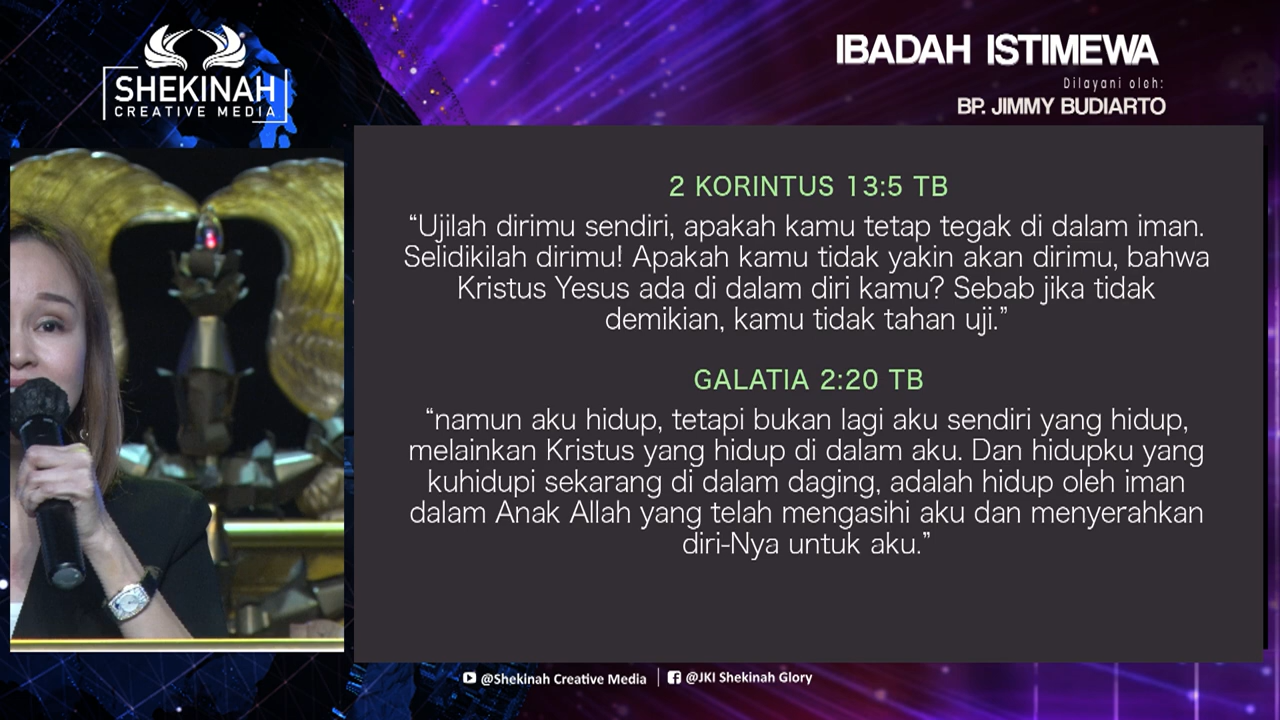 SHEKINAH
CREATIVE MEDIA
IBADAH ISTIMEWA
Dilayani oleh:
BP. JIMMY BUDIARTO
2 KORINTUS 13:5 TB
“Ujilah dirimu sendiri, apakah kamu tetap tegak di dalam iman.
Selidikilah dirimu! Apakah kamu tidak yakin akan dirimu, bahwa
Kristus Yesus ada di dalam diri kamu? Sebab jika tidak
demikian, kamu tidak tahan uji.”
GALATIA 2:20 TB
“namun aku hidup, tetapi bukan lagi aku sendiri yang hidup,
melainkan Kristus yang hidup di dalam aku. Dan hidupku yang
kuhidupi sekarang di dalam daging, adalah hidup oleh iman
dalam Anak Allah yang telah mengasihi aku dan menyerahkan
diri-Nya untuk aku.”
@Shekinah Creative Media | @JKI Shekinah Glory